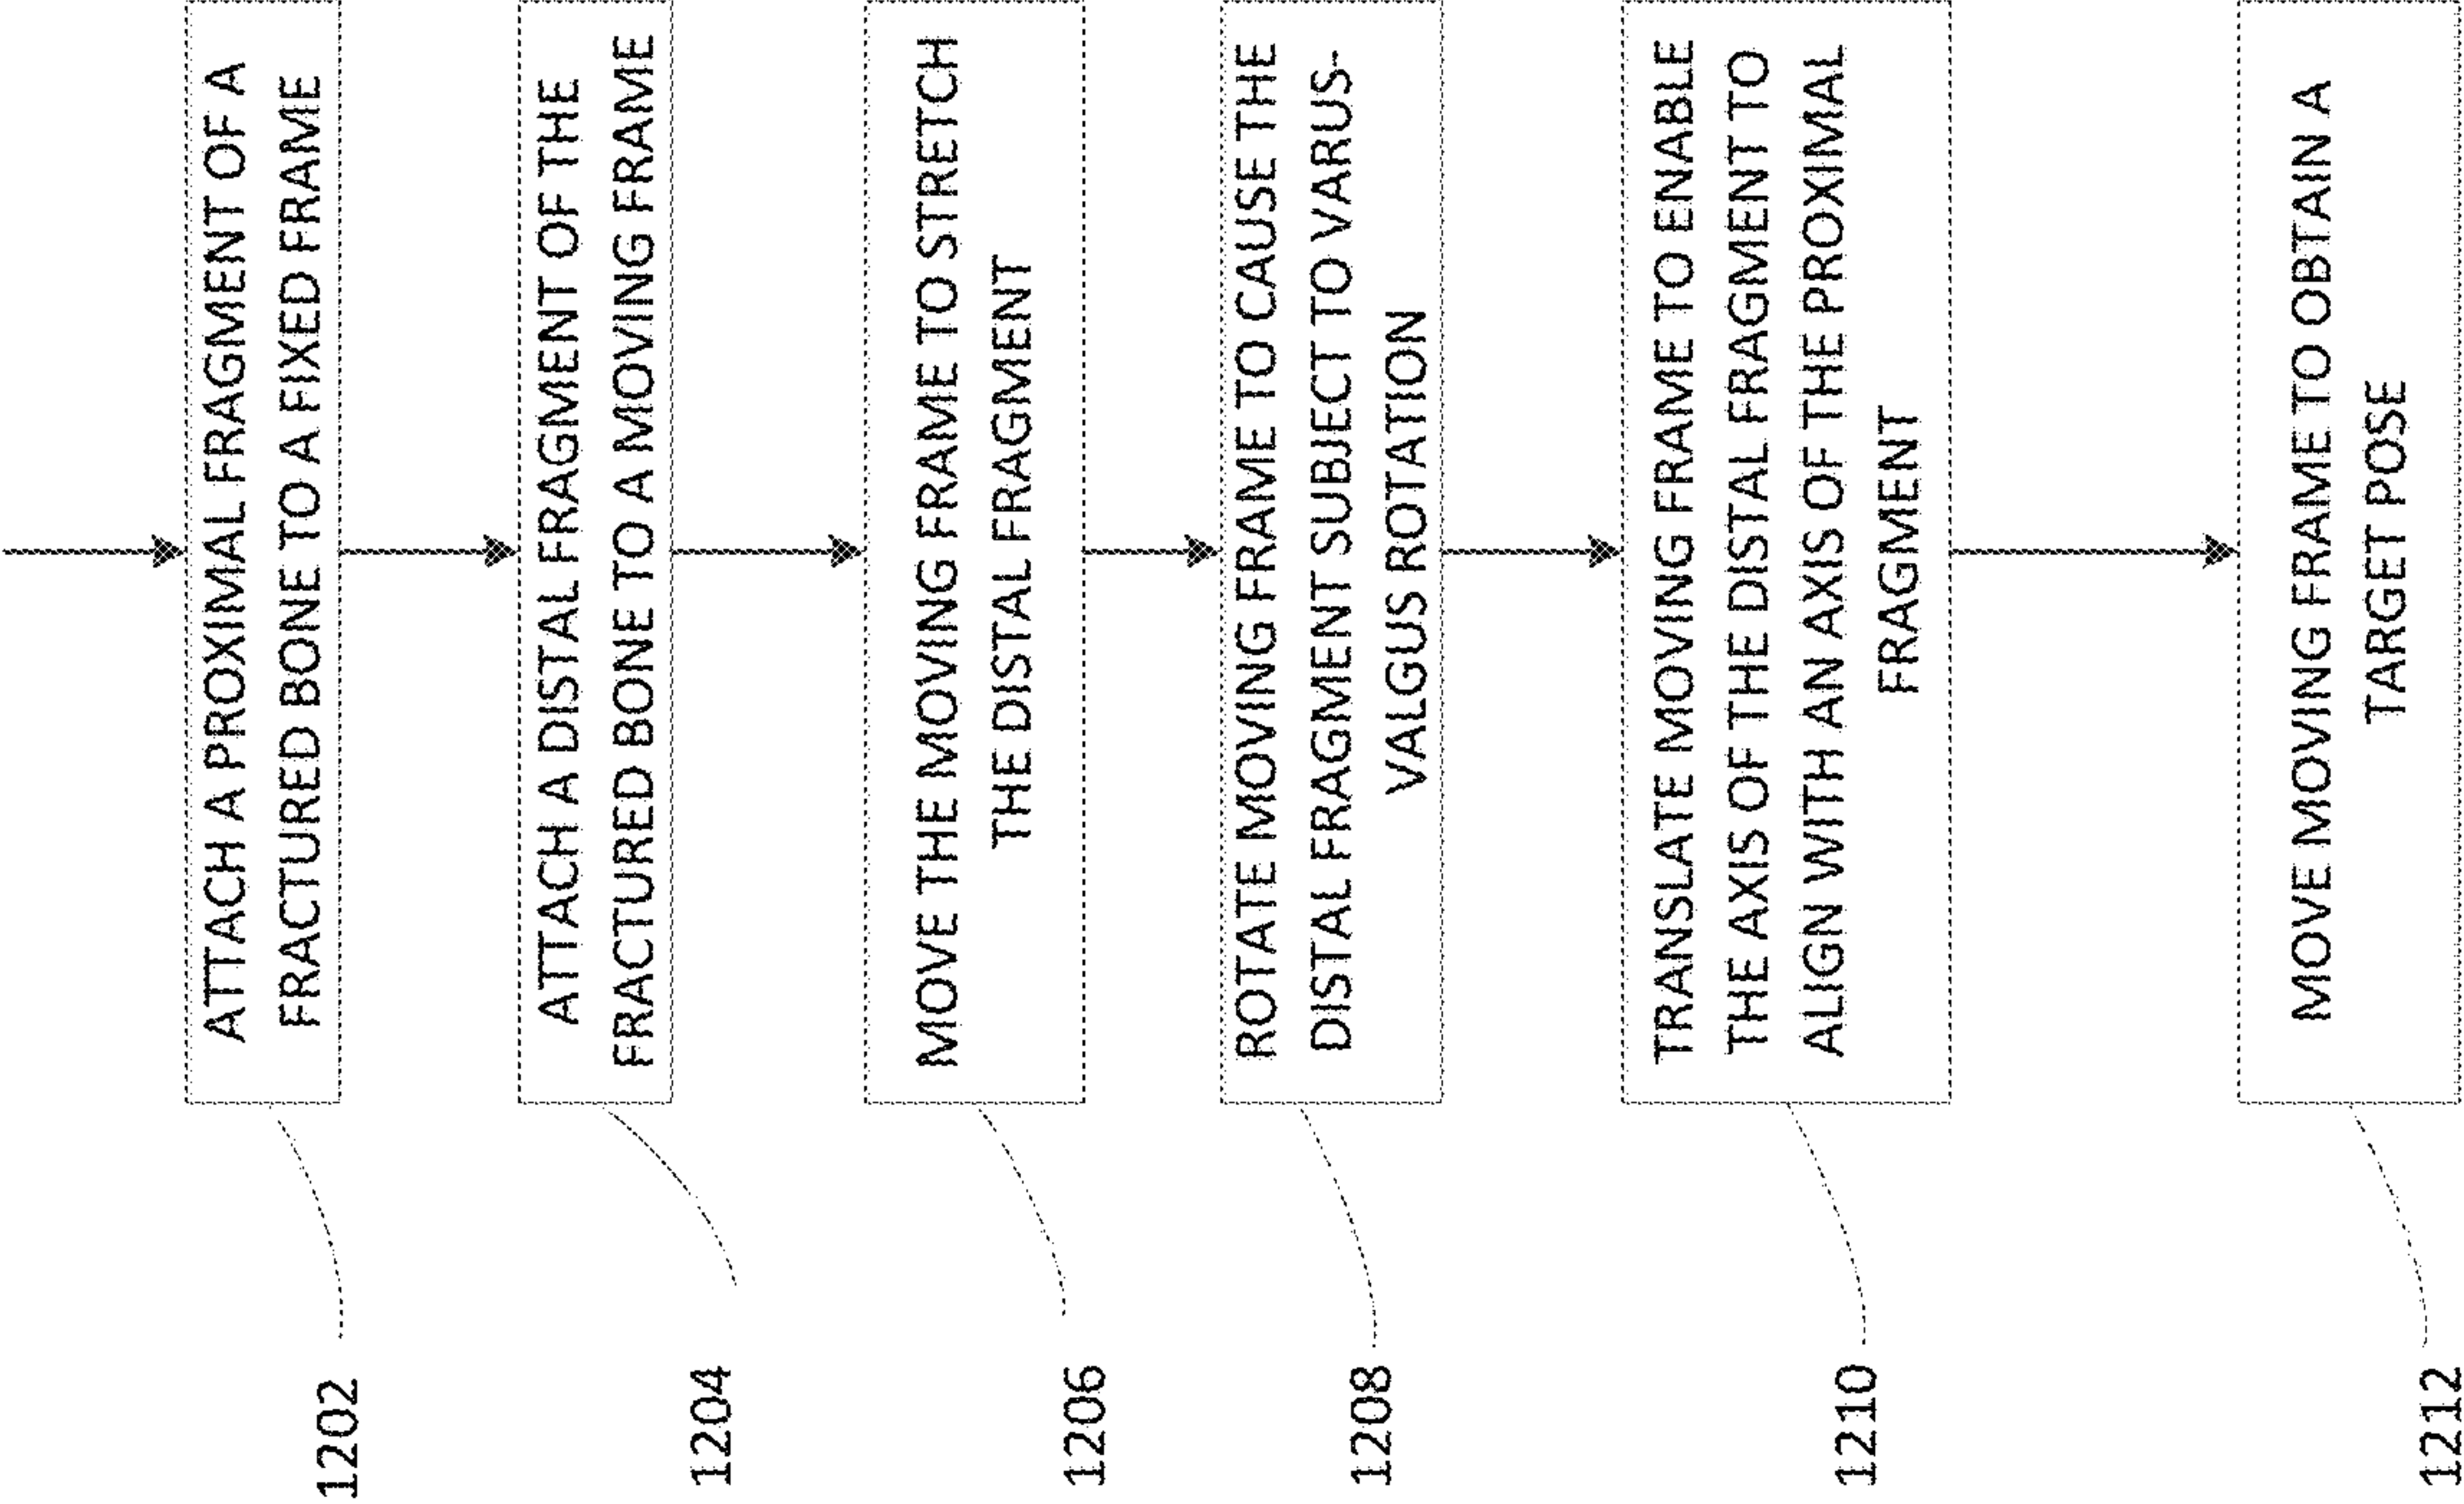 1202
ATTACH A PROXIMAL FRAGMENT OF A
FRACTURED BONE TO A FIXED FRAME
1204
ATTACH A DISTAL FRAGMENT OF THE
FRACTURED BONE TO A MOVING FRAME
1206
MOVE THE MOVING FRAME TO STRETCH
THE DISTAL FRAGMENT
1208
ROTATE MOVING FRAME TO CAUSE THE
DISTAL FRAGMENT SUBJECT TO VARUS-
VALGUS ROTATION
1210
TRANSLATE MOVING FRAME TO ENABLE
THE AXIS OF THE DISTAL FRAGMENT TO
ALIGN WITH AN AXIS OF THE PROXIMAL
FRAGMENT
1212
MOVE MOVING FRAME TO OBTAIN A
TARGET POSE